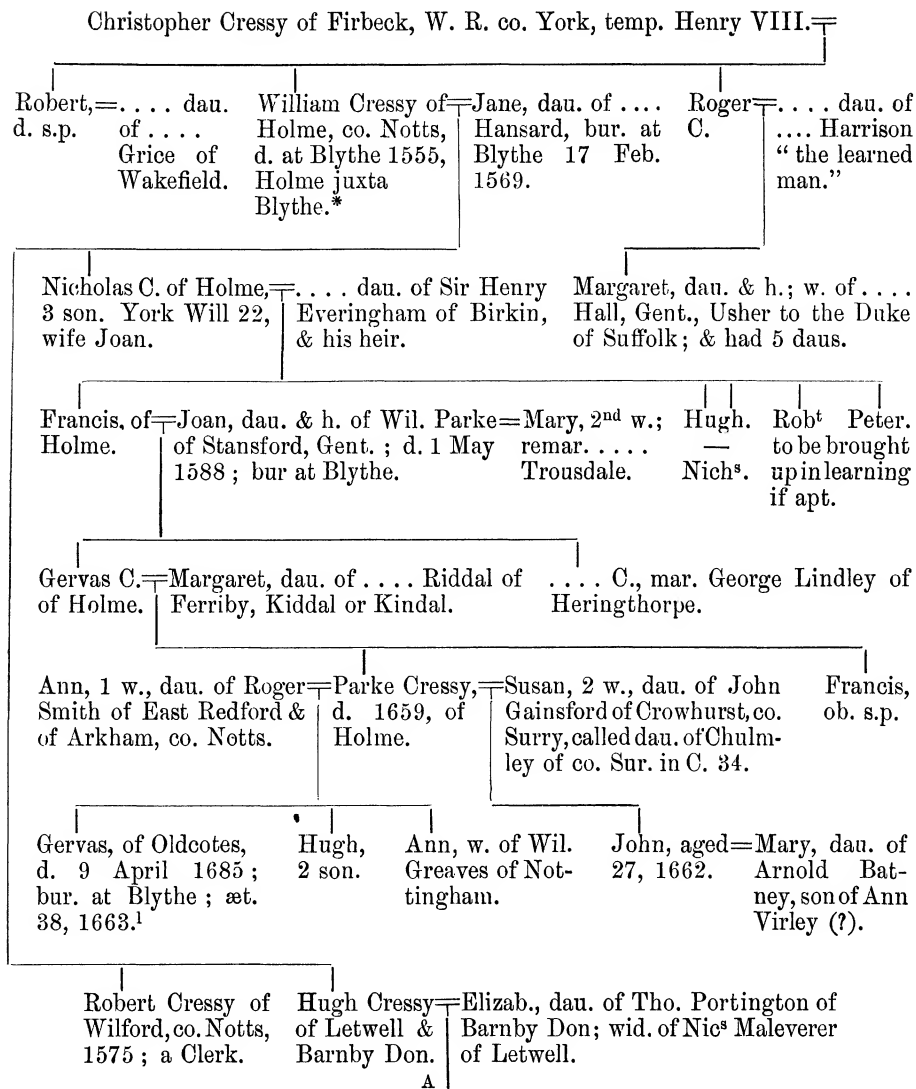 Christopher Cressy of Firbeck, W. R. co. York, temp. Henry VIII.
Robert,
d. s.p.
. . . . dau.
of . . . .
Grice of
Wakefield.
William Cressy of
Holme, co. Notts,
d. at Blythe 1555,
Holme juxta
Blythe.*
Jane, dau. of . . . .
Hansard, bur. at
Blythe 17 Feb.
1569.
Roger
C.
. . . . dau. of
. . . . Harrison
“ the learned
man.”
Nicholas C. of Holme,
3 son. York Will 22,
wife Joan.
. . . . dau. of Sir Henry
Everingham of Birkin,
& his heir.
Margaret, dau. & h.; w. of . . . .
Hall, Gent., Usher to the Duke
of Suffolk ; & had 5 daus.
Francis, of
Holme.
Joan, dau. & h. of Wil. Parke
of Stansford, Gent. ; d. 1 May
1588 ; bur at Blythe.
Mary, 2nd w.;
remar. . . . . .
Trousdale.
Hugh.
—
Nichs.
Robt Peter.
to be brought
up in learning
if apt.
Gervas C.
of Holme.
Margaret, dau. of . . . . Riddal of
Ferriby, Kiddal or Kindal.
. . . . C., mar. George Lindley of
Heringthorpe.
Ann, 1 w., dau. of Roger
Smith of East Redford &
of Arkham, co. Notts.
Parke Cressy,
d. 1659, of
Holme.
Susan, 2 w., dau. of John
Gainsford of Crowhurst, co.
Surry, called dau. of Chulm-
ley of co. Sur. in C. 34.
Francis,
ob. s.p.
Gervas, of Oldcotes,
d. 9 April 1685 ;
bur. at Blythe ; æt.
38, 1663.1
Hugh,
2 son.
Ann, w. of Wil.
Greaves of Not-
tingham.
John, aged
27, 1662.
Mary, dau. of
Arnold Bat-
ney, son of Ann
Virley (?).
Robert Cressy of
Wilford, co. Notts,
1575 ; a Clerk.
Hugh Cressy
of Letwell &
Barnby Don.
Elizab., dau. of Tho. Portington of
Barnby Don; wid. of Nics Maleverer
of Letwell.
A